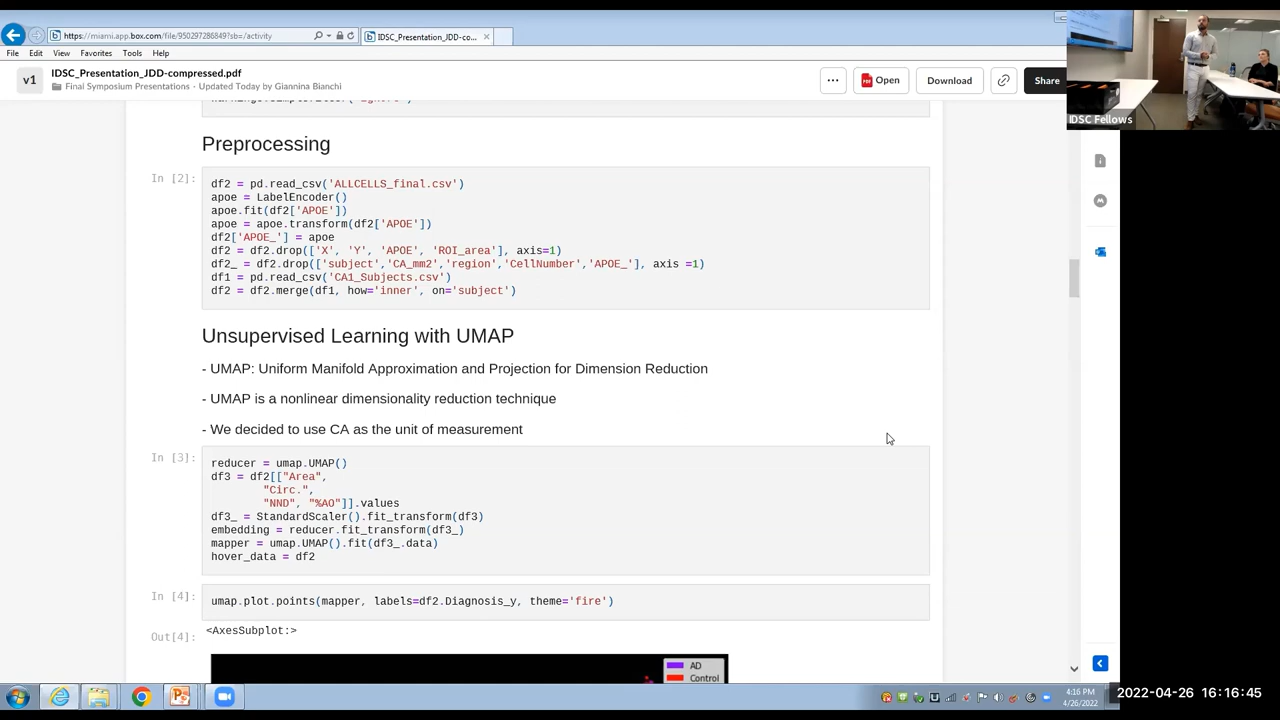 https://miami.app.box.com/file/950297286849?sb=/activity
IDSC_Presentation_JDD-co...
File Edit View Favorites Tools Help
v1
IDSC_Presentation_JDD-compressed.pdf
Final Symposium Presentations - Updated Today by Giannina Bianchi
Open
Download
Share
IDSC Fellows
Preprocessing
In [2]:
df2 = pd.read_csv('ALLCELLS_final.csv')
apoe = LabelEncoder()
apoe.fit(df2['APOE'])
apoe = apoe.transform(df2['APOE'])
df2['APOE_'] = apoe
df2 = df2.drop(['X', 'Y', 'APOE', 'ROI_area'], axis=1)
df2_ = df2.drop(['subject','CA_mm2','region','CellNumber','APOE_'], axis =1)
df1 = pd.read_csv('CA1_Subjects.csv')
df2 = df2.merge(df1, how='inner', on='subject')
Unsupervised Learning with UMAP
- UMAP: Uniform Manifold Approximation and Projection for Dimension Reduction
- UMAP is a nonlinear dimensionality reduction technique
- We decided to use CA as the unit of measurement
In [3]:
reducer = umap.UMAP()
df3 = df2[["Area",
"Circ.",
"NND", "%AO"]].values
df3_ = StandardScaler().fit_transform(df3)
embedding = reducer.fit_transform(df3_)
mapper = umap.UMAP().fit(df3_.data)
hover_data = df2
In [4]:
umap.plot.points(mapper, labels=df2.Diagnosis_y, theme='fire')
Out[4]:
<AxesSubplot:>
AD
Control
4:16 PM
4/26/2022
2022-04-26 16:16:45